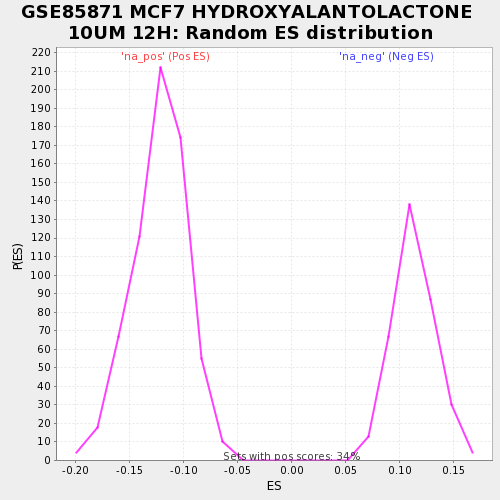 GSE85871 MCF7 HYDROXYALANTOLACTONE
10UM 12H: Random ES distribution
'na_pos' (Pos ES)
'na_neg' (Neg ES)
220
210
200
190
180
170
160
150
140
130
120
110
100
90
80
70
60
50
40
30
20
10
0
P(ES)
Sets with pos scores: 34%
-0.20 -0.15 -0.10 -0.05 0.00 0.05 0.10 0.15
ES